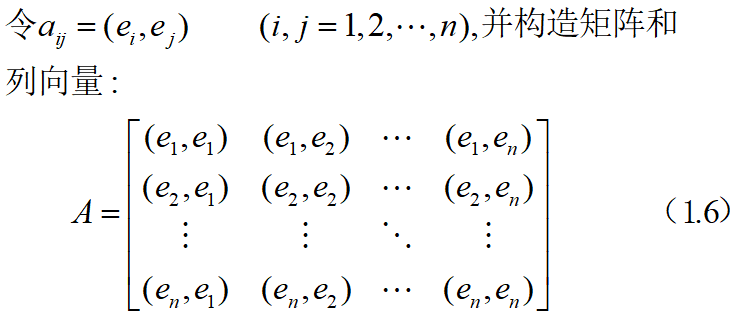 令a_{ij} = (e_i, e_j) (i, j = 1,2,⋯,n),并构造矩阵和
列向量:
A = [(e_1,e_1) (e_1,e_2) ⋯ (e_1,e_n)
(e_2,e_1) (e_2,e_2) ⋯ (e_2,e_n)
⋮ ⋮ ⋱ ⋮
(e_n,e_1) (e_n,e_2) ⋯ (e_n,e_n)] (1.6)